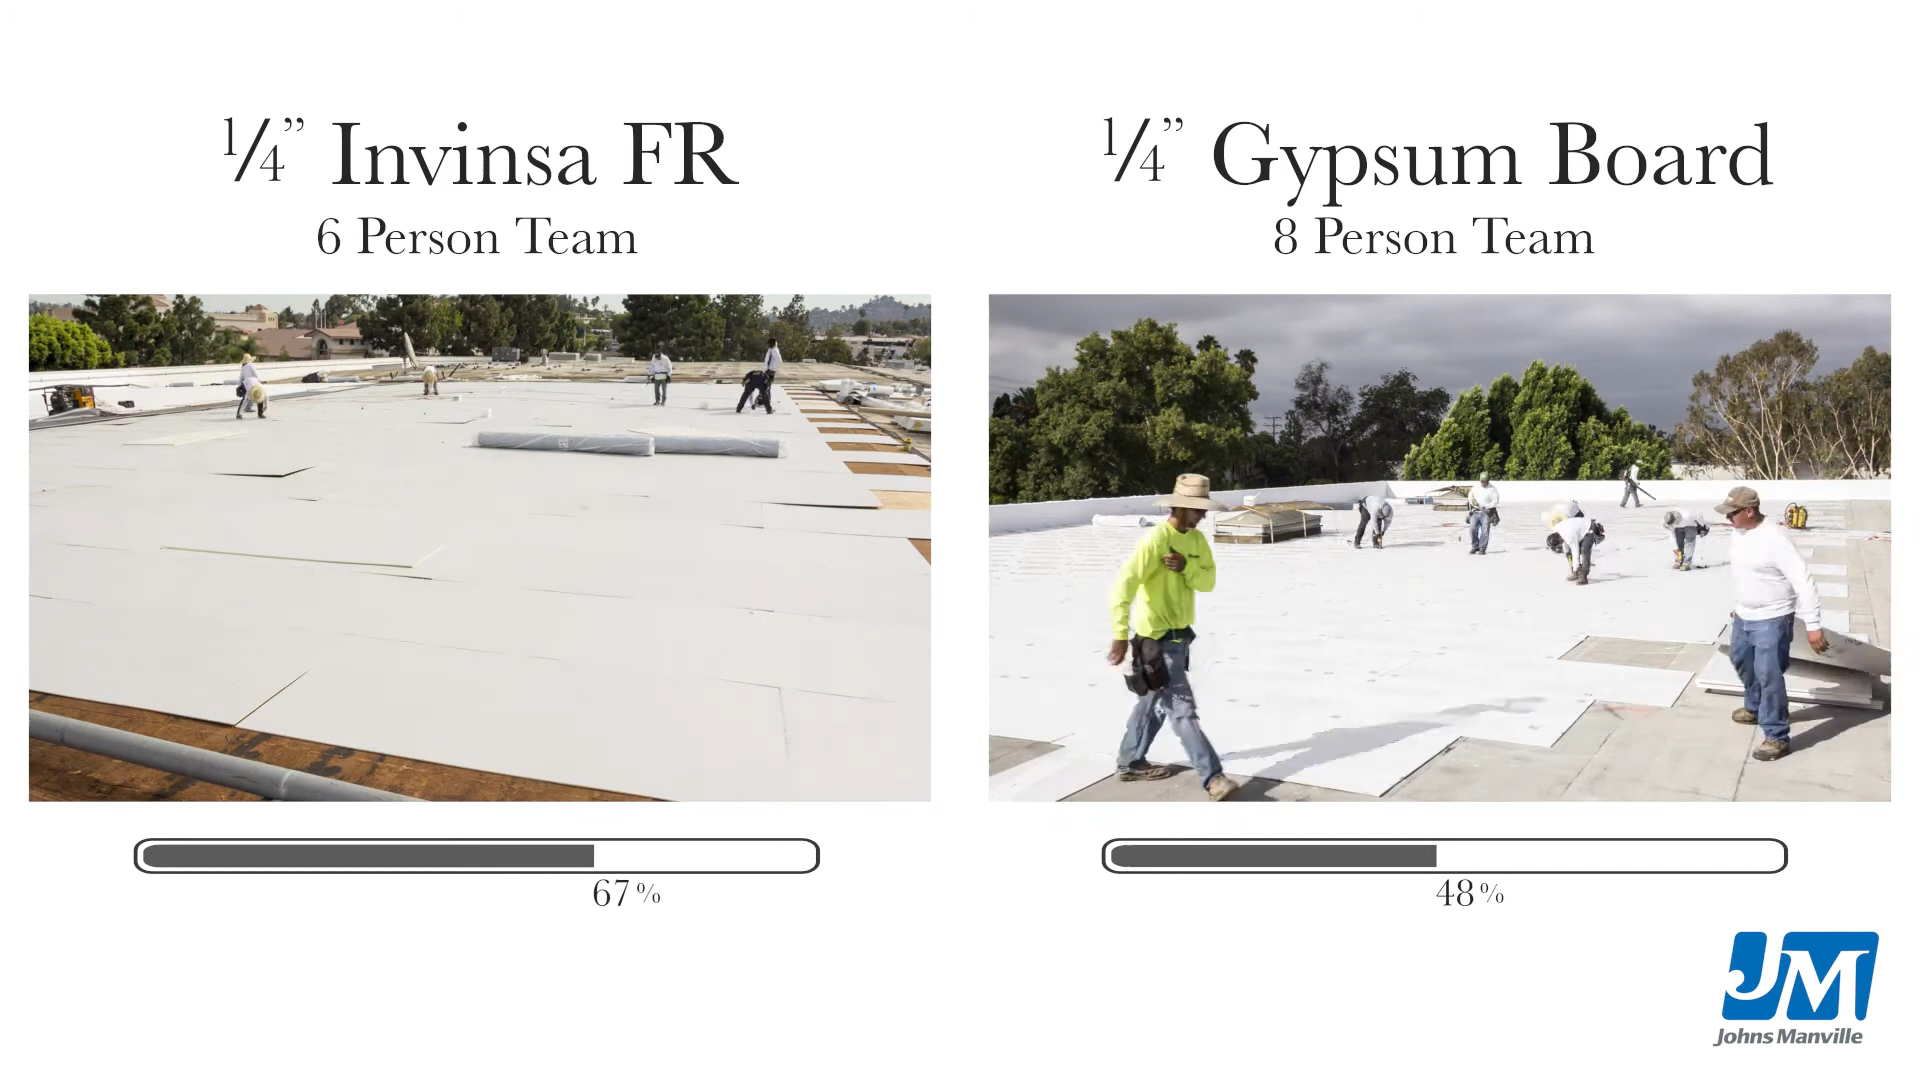 ¼” Invinsa FR
6 Person Team
¼” Gypsum Board
8 Person Team
67%
48%
JM
Johns Manville